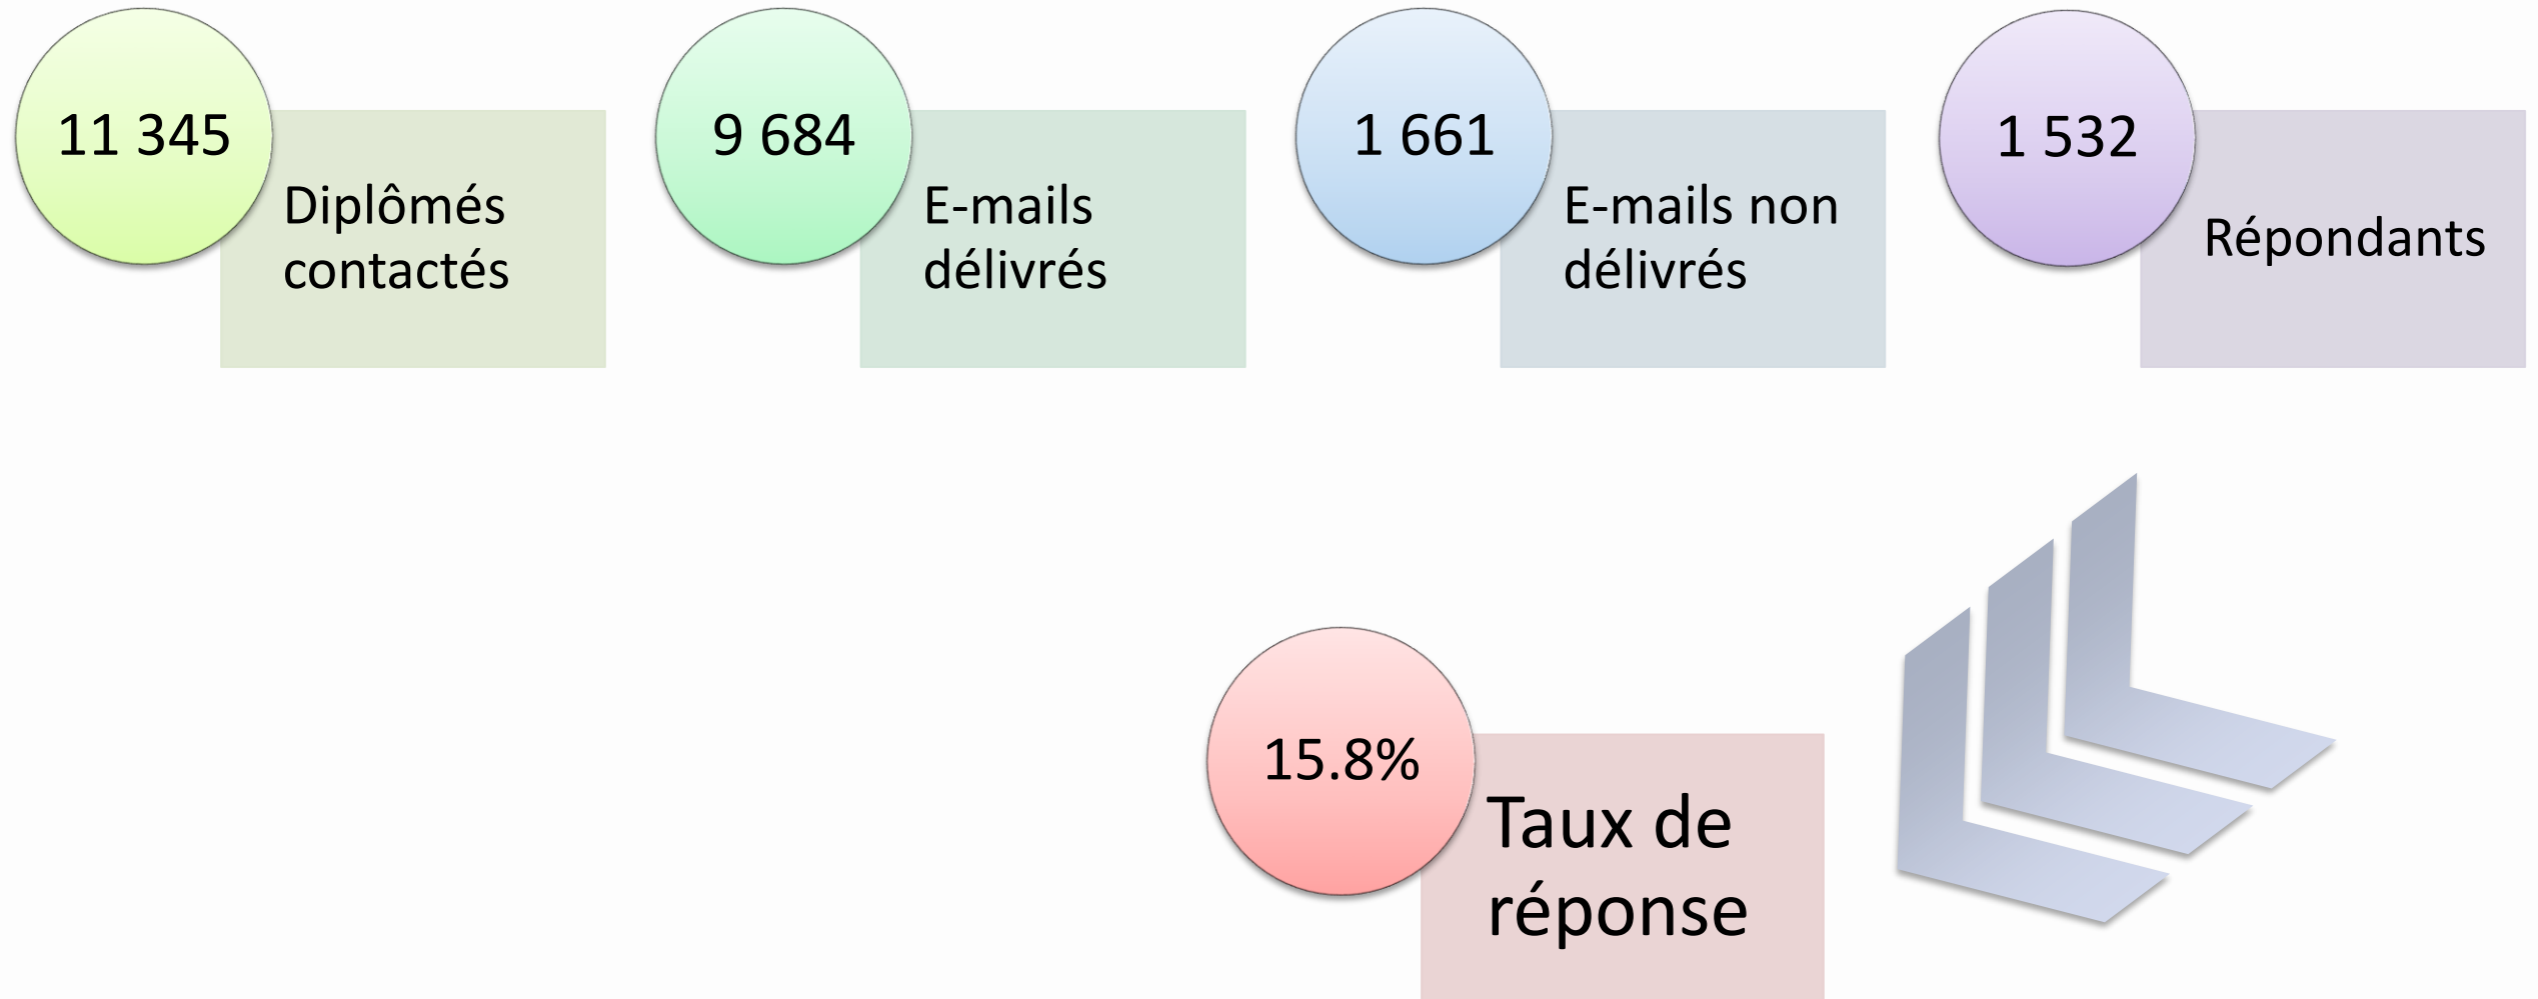 11 345
Diplômés
contactés
9 684
E-mails
délivrés
1 661
E-mails non
délivrés
1 532
Répondants
15.8%
Taux de
réponse